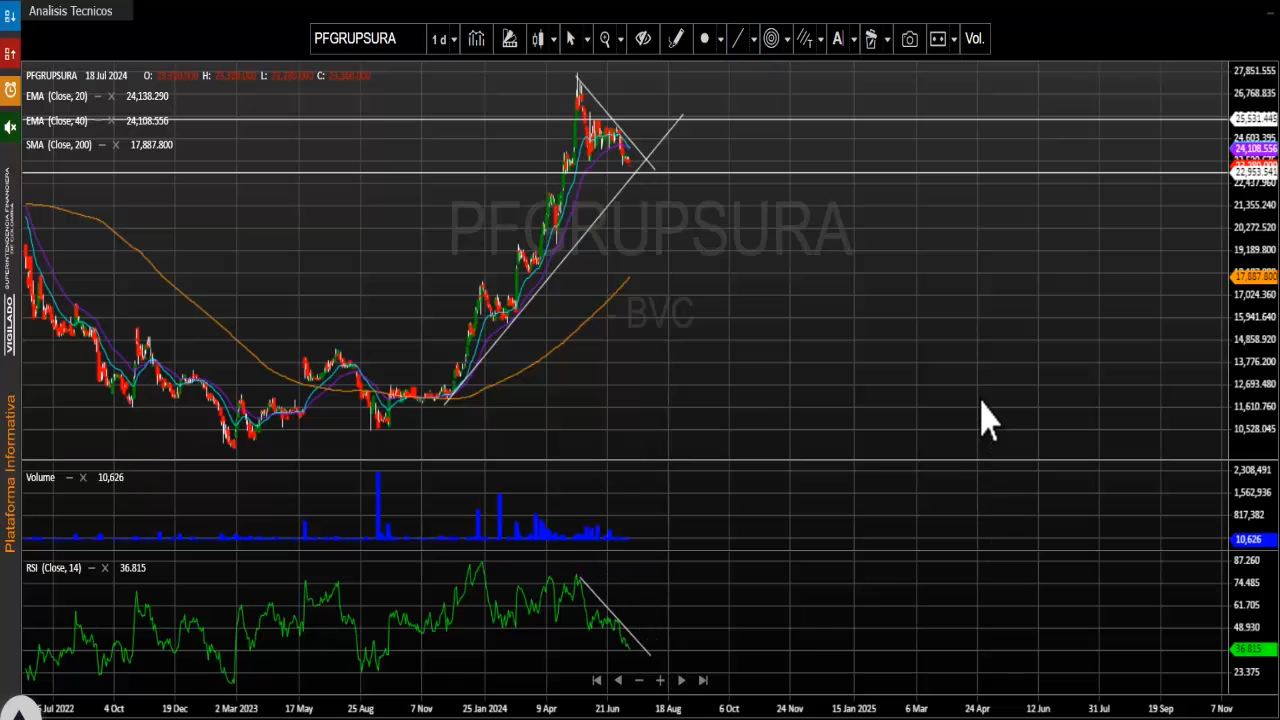 Analisis Tecnicos
PFGRUPSURA
1 d
A
Vol.
PFGRUPSURA 18 Jul 2024 O: H: L: C:
EMA (Close, 20) – X 24,138.290
EMA (Close, 40) – X 24,108.556
SMA (Close, 200) – X 17,887.800
PFGRUPSURA
- BVC
27,851.555
26,768.835
25,531.445
24,603.395
24,108.556
22,953.541
22,437.960
21,355.240
20,272.520
19,189.800
17,887.800
17,024.360
15,941.640
14,858.920
13,776.200
12,693.480
11,610.760
10,528.045
Volume – X 10,626
2,308,491
1,562,936
817,382
10,626
RSI (Close, 14) – X 36.815
87.260
74.485
61.705
48.930
36.815
23.375
Jul 2022 4 Oct 19 Dec 2 Mar 2023 17 May 25 Aug 7 Nov 25 Jan 2024 9 Apr 21 Jun 18 Aug 6 Oct 24 Nov 15 Jan 2025 6 Mar 24 Apr 12 Jun 31 Jul 19 Sep 7 Nov
SUPERINTENDENCIA FINANCIERA
DE COLOMBIA
VIGILADO
Plataforma Informativa